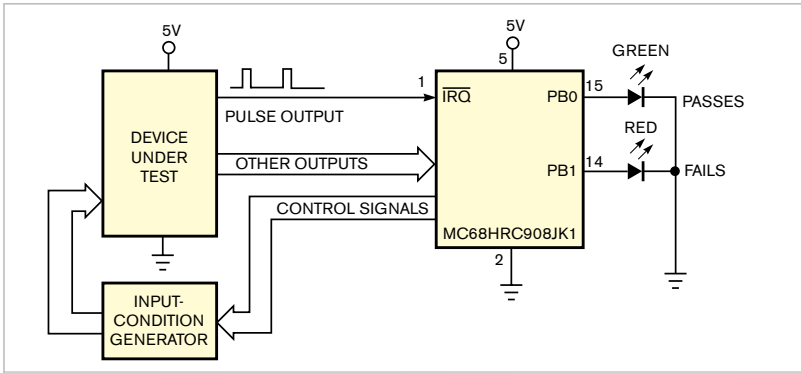 5V
5V
GREEN
5
1
15
IRQ
PB0
PASSES
PULSE OUTPUT
DEVICE
UNDER
TEST
RED
OTHER OUTPUTS
14
PB1
FAILS
CONTROL SIGNALS
MC68HRC908JK1
2
INPUT-
CONDITION
GENERATOR